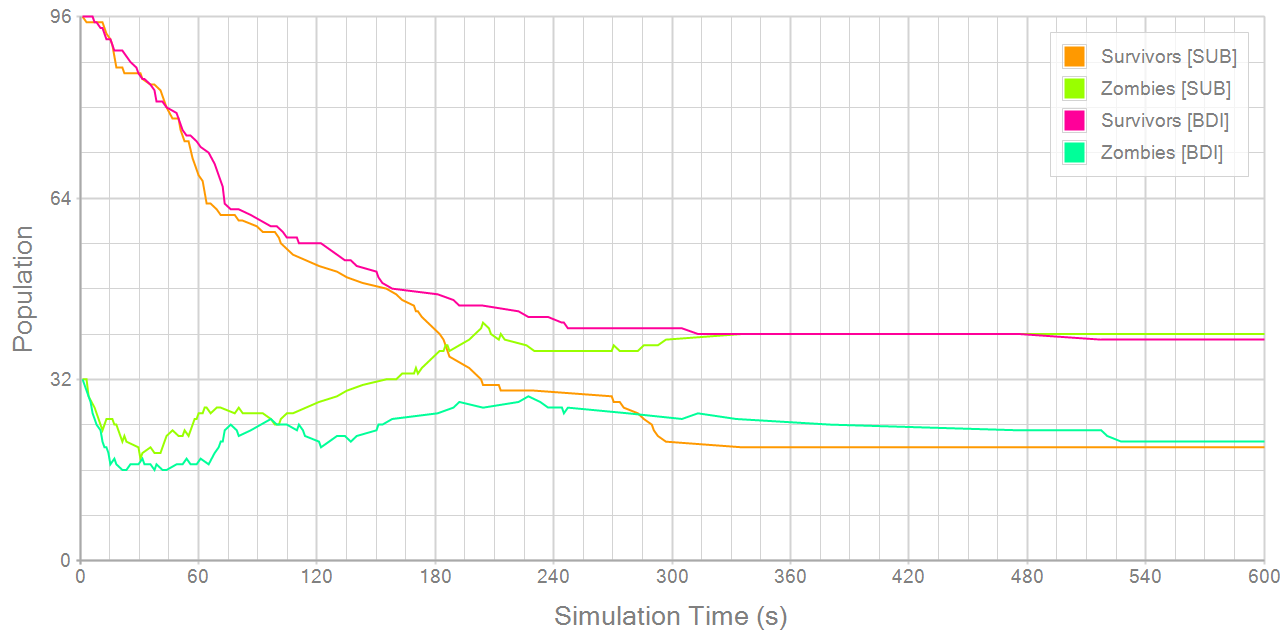 96
64
32
0
Population
0 60 120 180 240 300 360 420 480 540 600
Simulation Time (s)
Survivors [SUB]
Zombies [SUB]
Survivors [BDI]
Zombies [BDI]